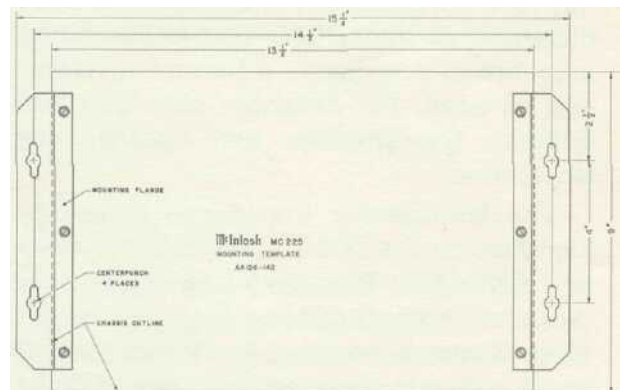 15 1/4"
14 1/2"
13 1/2"
2 1/2"
4"
9"
MOUNTING FLANGE
McIntosh MC 225
MOUNTING TEMPLATE
CENTERPUNCH
4 PLACES
CHASSIS OUTLINE